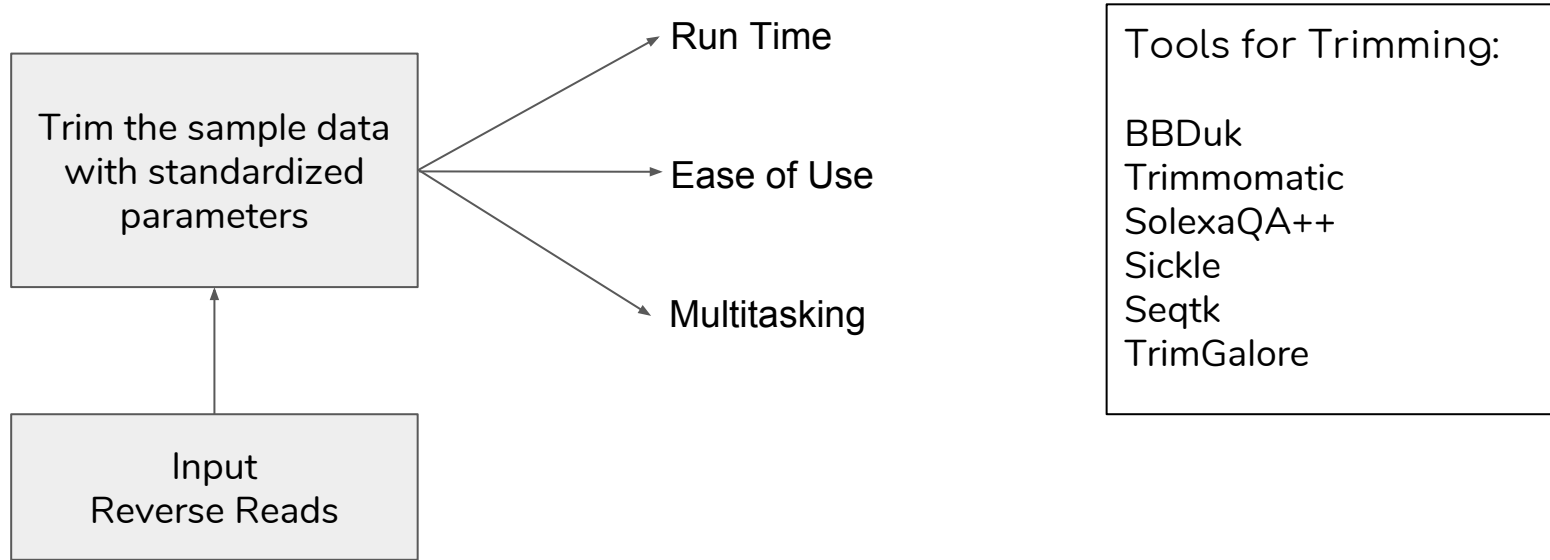 Run Time
Trim the sample data
with standardized
parameters
Ease of Use
Multitasking
Input
Reverse Reads
Tools for Trimming:
BBDuk
Trimmomatic
SolexaQA++
Sickle
Seqtk
TrimGalore